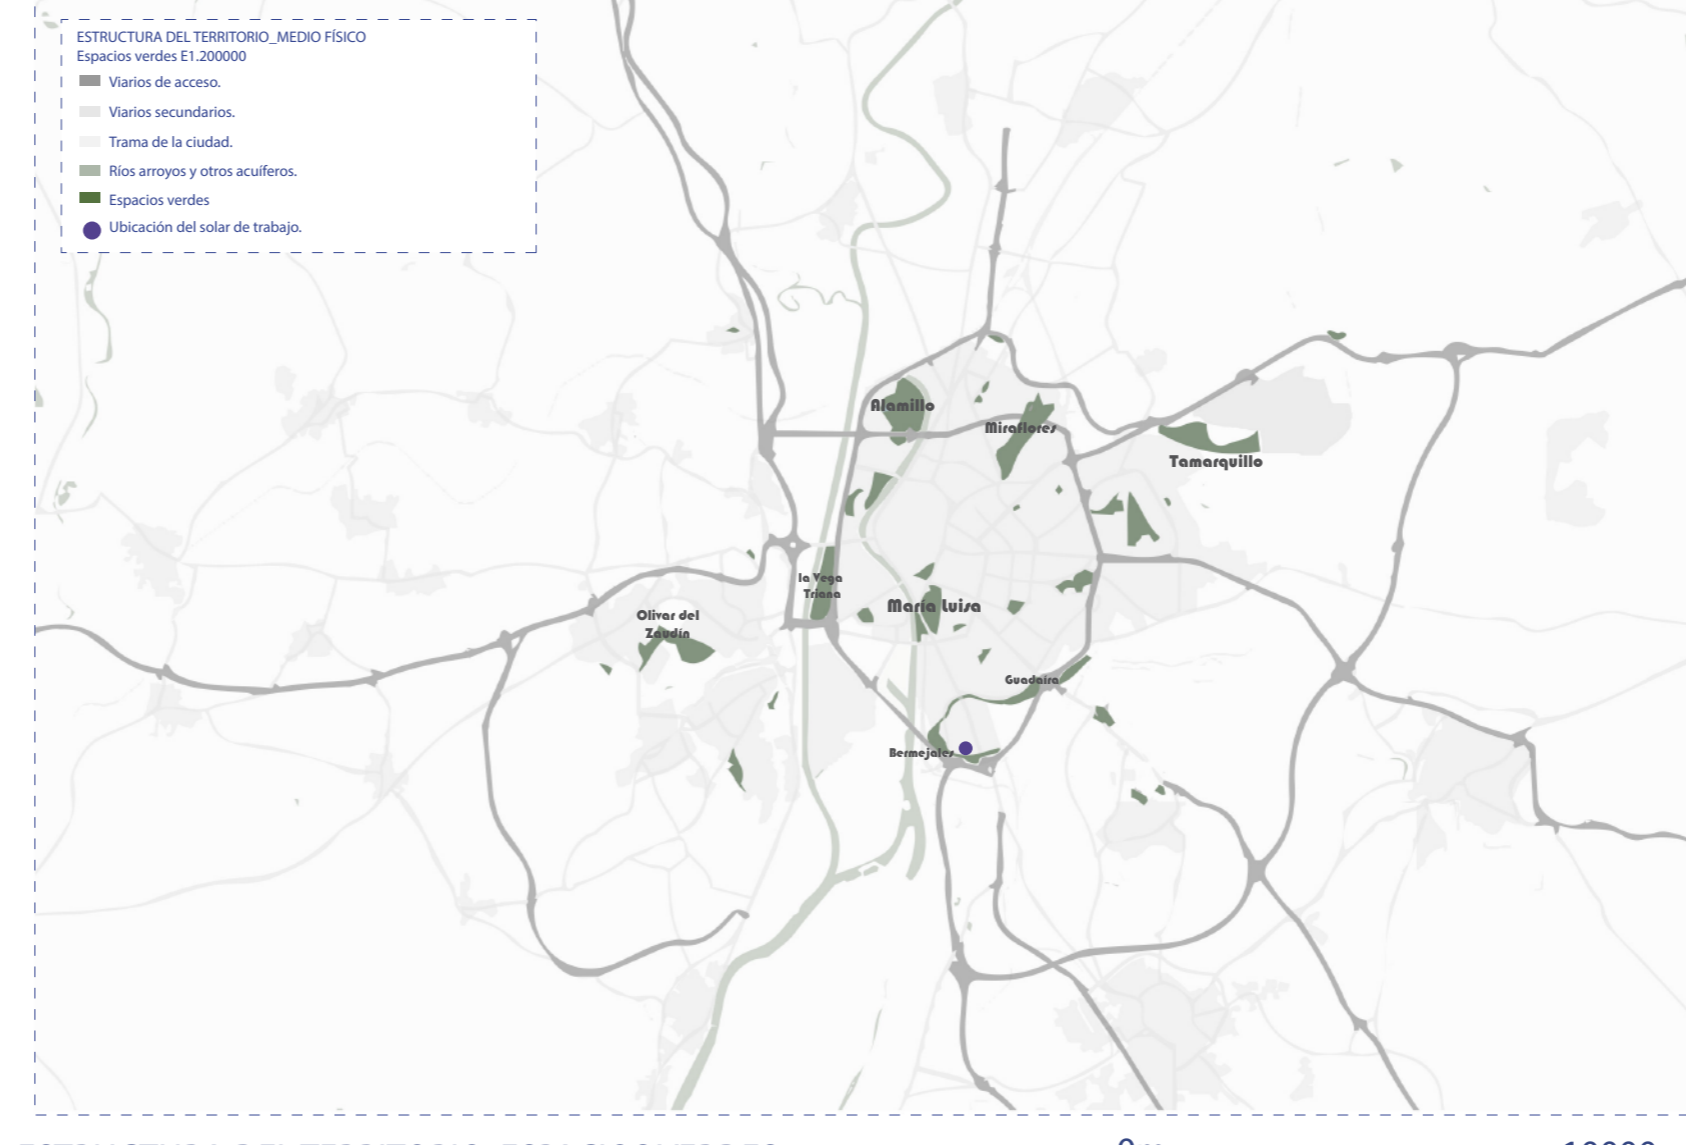 ESTRUCTURA DEL TERRITORIO_MEDIO FÍSICO
Espacios verdes E1.200000
Viarios de acceso.
Viarios secundarios.
Trama de la ciudad.
Ríos arroyos y otros acuíferos.
Espacios verdes
Ubicación del solar de trabajo.
Alamillo
Miraflores
Tamarquillo
la Vega
Triana
María Luisa
Olivar del
Zaudín
Guadaira
Bermejales